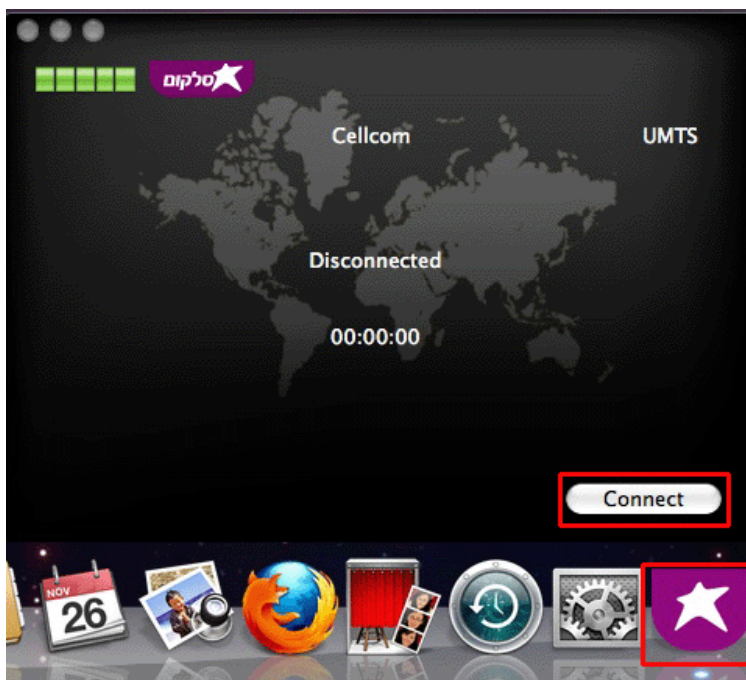 סלקום
Cellcom
UMTS
Disconnected
00:00:00
Connect
NOV
26